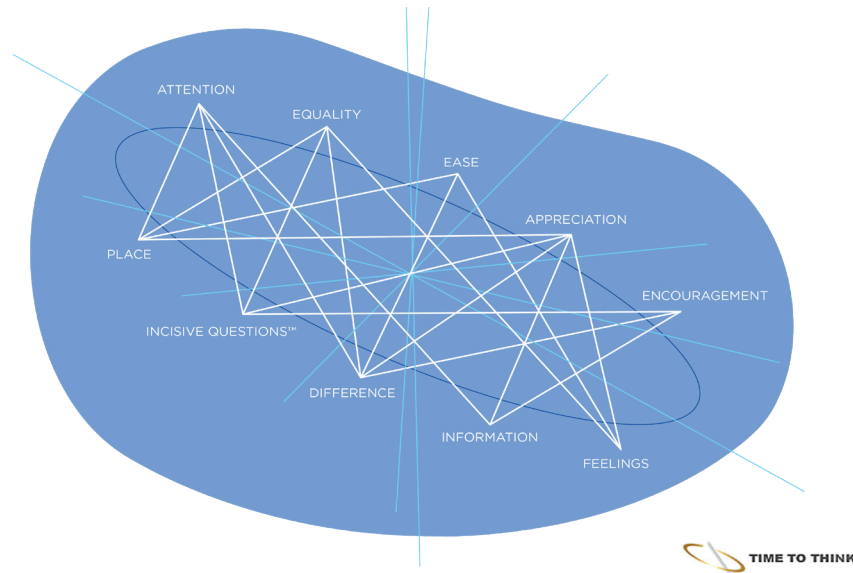 ATTENTION
EQUALITY
EASE
APPRECIATION
PLACE
ENCOURAGEMENT
INCISIVE QUESTIONS™
DIFFERENCE
INFORMATION
FEELINGS
TIME TO THINK